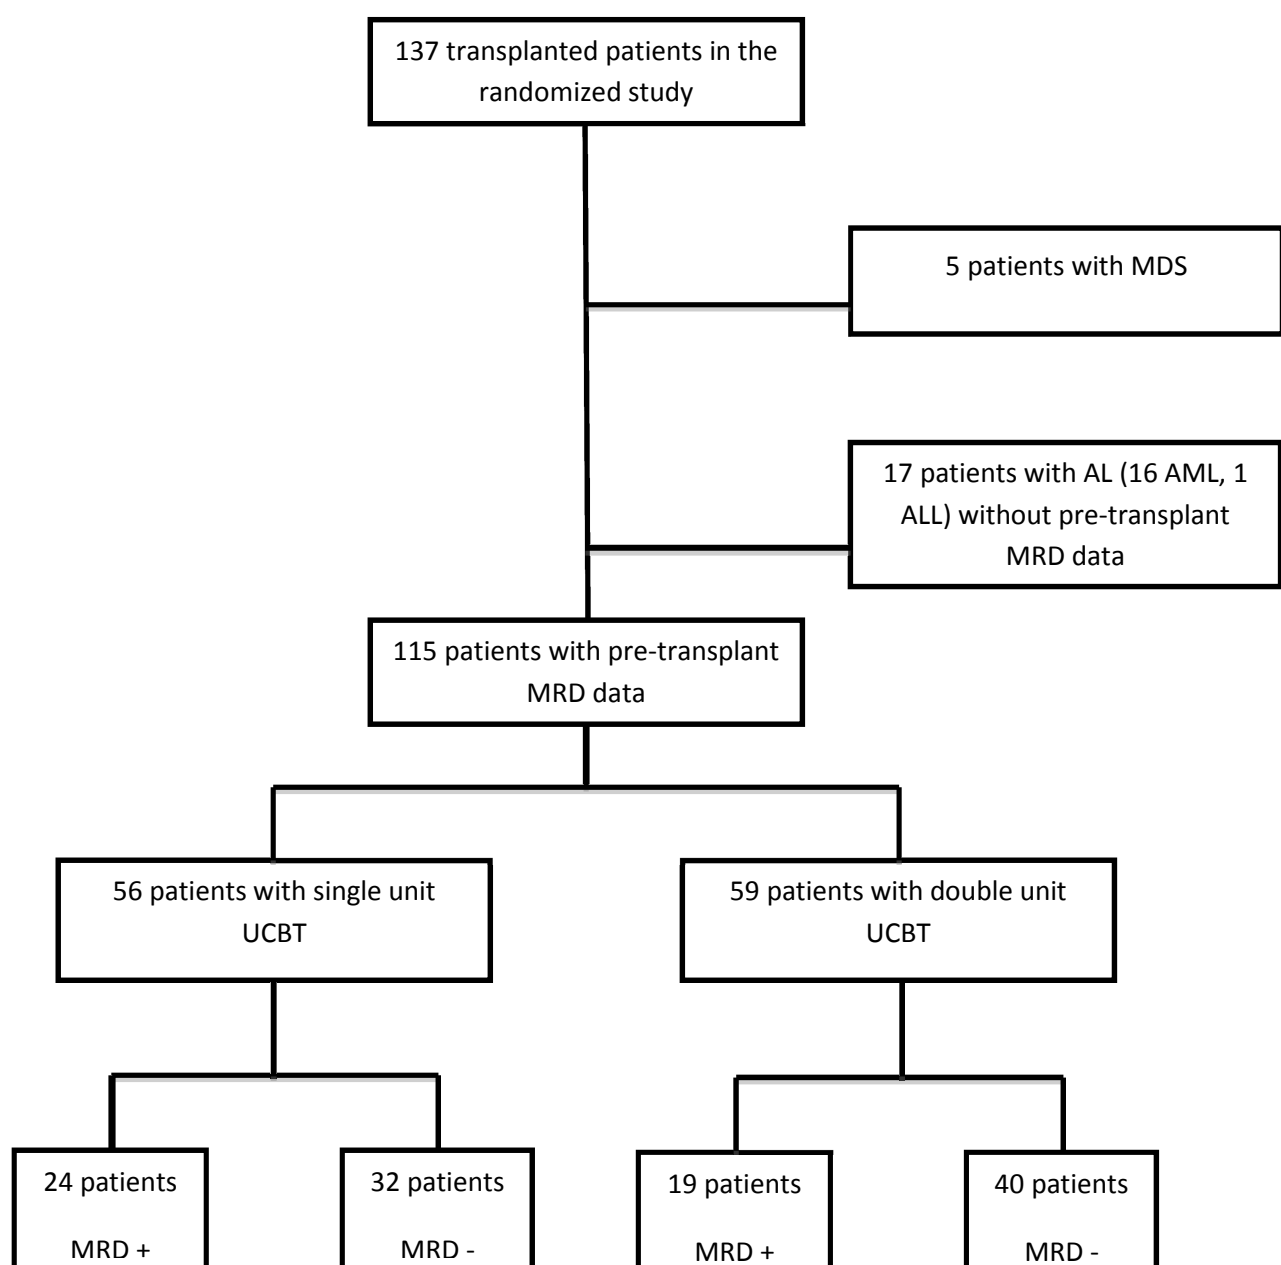 137 transplanted patients in the
randomized study
5 patients with MDS
17 patients with AL (16 AML, 1
ALL) without pre-transplant
MRD data
115 patients with pre-transplant
MRD data
56 patients with single unit
UCBT
59 patients with double unit
UCBT
24 patients
MRD +
32 patients
MRD -
19 patients
MRD +
40 patients
MRD -